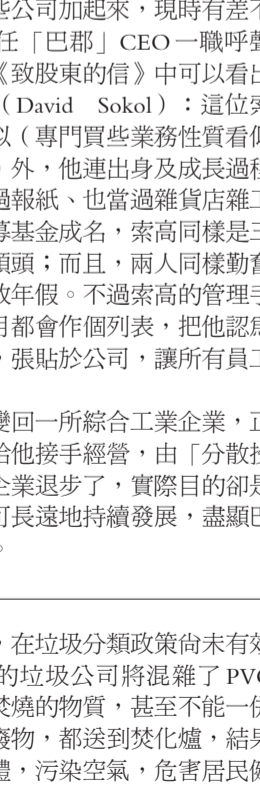 些公司加起來，現時有差不
任「巴郡」CEO一職呼聲
《致股東的信》中可以看出
（David Sokol）：這位索
以（專門買些業務性質看似
）外，他連出身及成長過程
過報紙、也當過雜貨店雜工
募基金成名，索高同樣是三
頭頭；而且，兩人同樣勤奮
放年假。不過索高的管理手
月都會作個列表，把他認為
，張貼於公司，讓所有員工
變回一所綜合工業企業，正
給他接手經營，由「分散投
企業退步了，實際目的卻是
可長遠地持續發展，盡顯巴
。
，在垃圾分類政策尚未有效
的垃圾公司將混雜了PVC
焚燒的物質，甚至不能一併
廢物，都送到焚化爐，結果
體，污染空氣，危害居民健